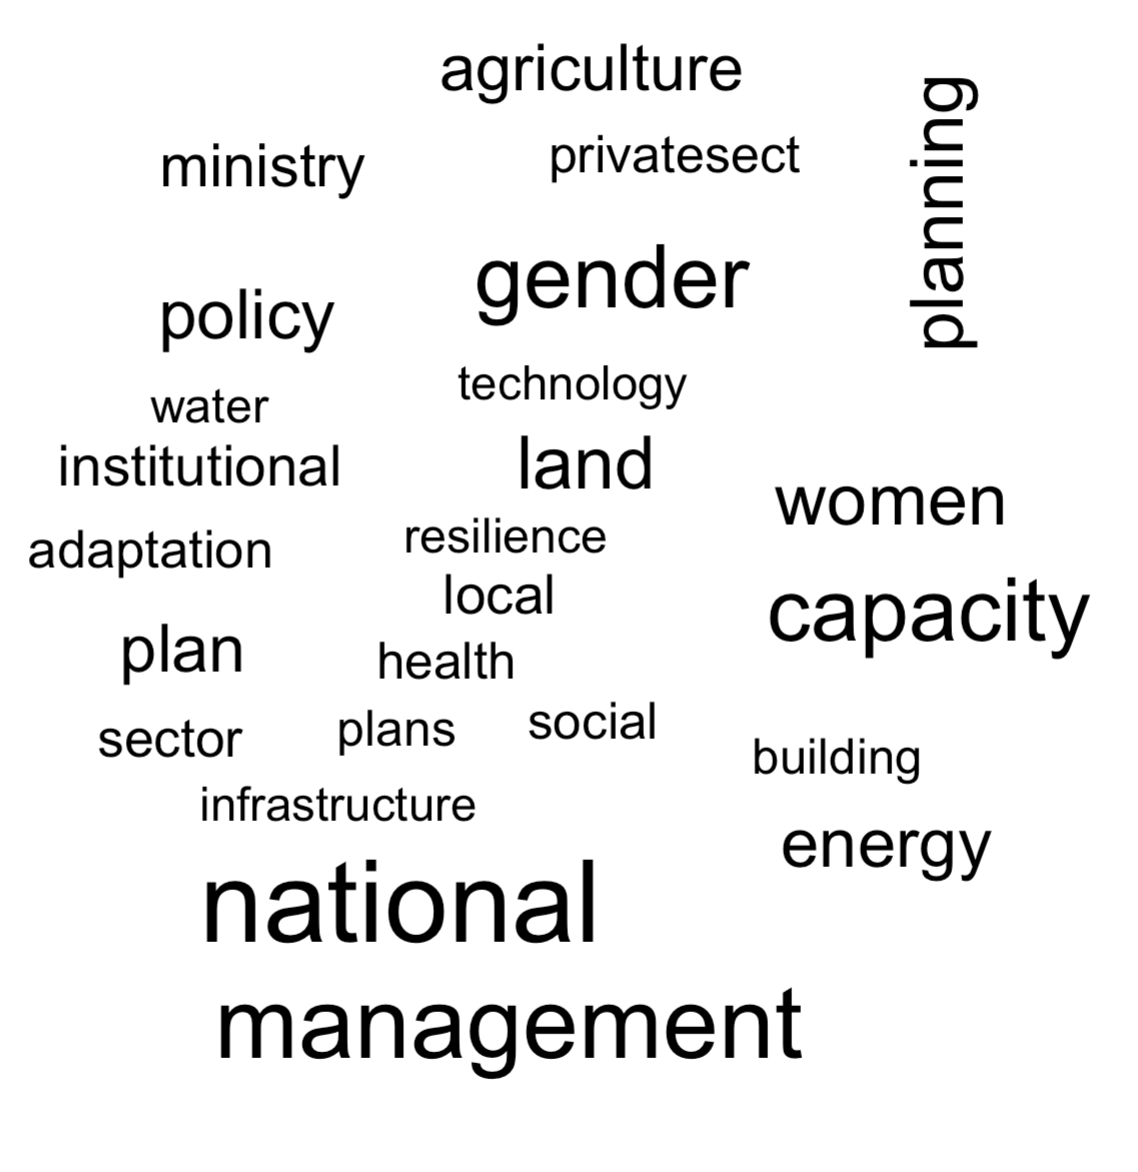 agriculture
planning
privatesect
ministry
gender
policy
technology
water
institutional
land
women
resilience
adaptation
local
capacity
plan
health
social
plans
sector
building
infrastructure
energy
national
management